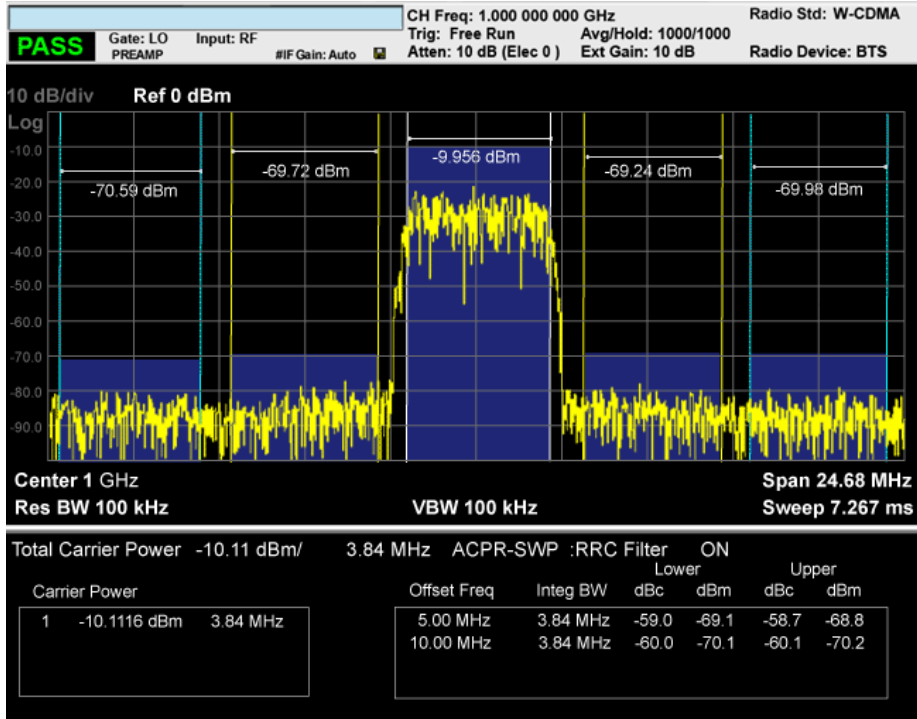 CH Freq: 1.000 000 000 GHz Radio Std: W-CDMA
PASS Gate: LO Input: RF Trig: Free Run Avg/Hold: 1000/1000
PREAMP #IF Gain: Auto Atten: 10 dB (Elec 0 ) Ext Gain: 10 dB Radio Device: BTS
10 dB/div Ref 0 dBm
Log
-10.0
-9.956 dBm
-69.72 dBm -69.24 dBm
-20.0
-70.59 dBm -69.98 dBm
-30.0
-40.0
-50.0
-60.0
-70.0
-80.0
-90.0
Center 1 GHz Span 24.68 MHz
Res BW 100 kHz VBW 100 kHz Sweep 7.267 ms
Total Carrier Power -10.11 dBm/ 3.84 MHz ACPR-SWP :RRC Filter ON
Lower Upper
Carrier Power Offset Freq Integ BW dBc dBm dBc dBm
1 -10.1116 dBm 3.84 MHz 5.00 MHz 3.84 MHz -59.0 -69.1 -58.7 -68.8
10.00 MHz 3.84 MHz -60.0 -70.1 -60.1 -70.2